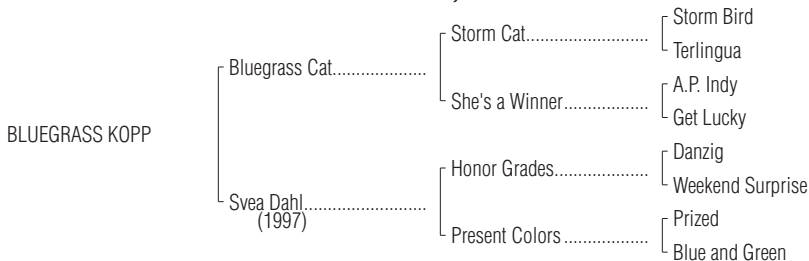 Storm Bird
Storm Cat
Terlingua
Bluegrass Cat
A.P. Indy
She's a Winner
Get Lucky
BLUEGRASS KOPP
Danzig
Honor Grades
Weekend Surprise
Svea Dahl
(1997)
Prized
Present Colors
Blue and Green